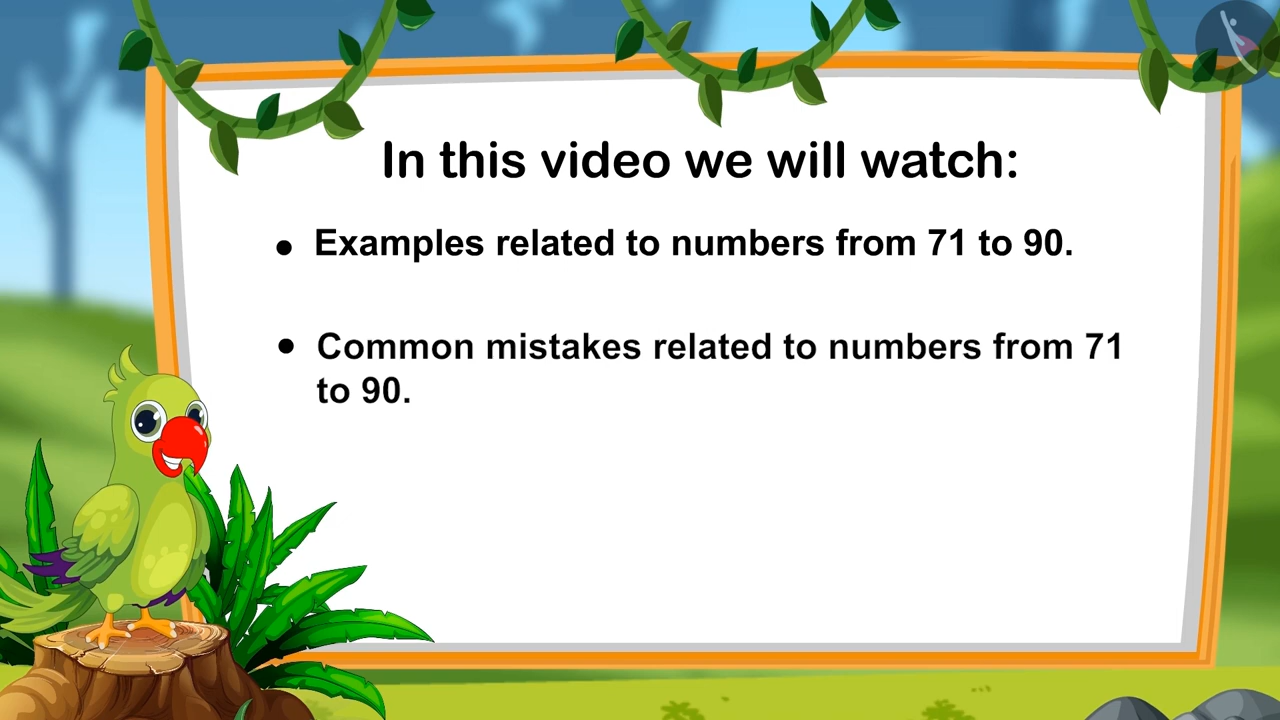 In this video we will watch:
● Examples related to numbers from 71 to 90.
● Common mistakes related to numbers from 71
to 90.